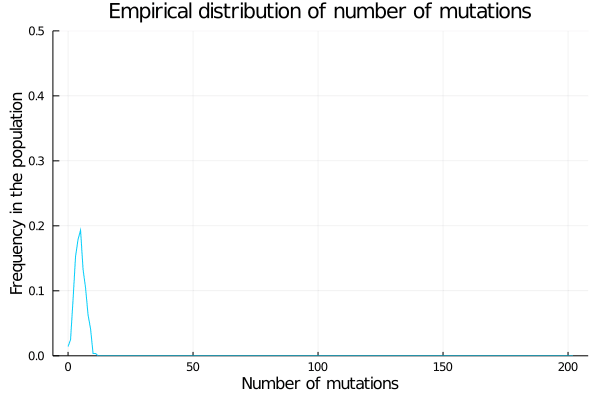 Empirical distribution of number of mutations
Frequency in the population
0.5
0.4
0.3
0.2
0.1
0.0
0 50 100 150 200
Number of mutations